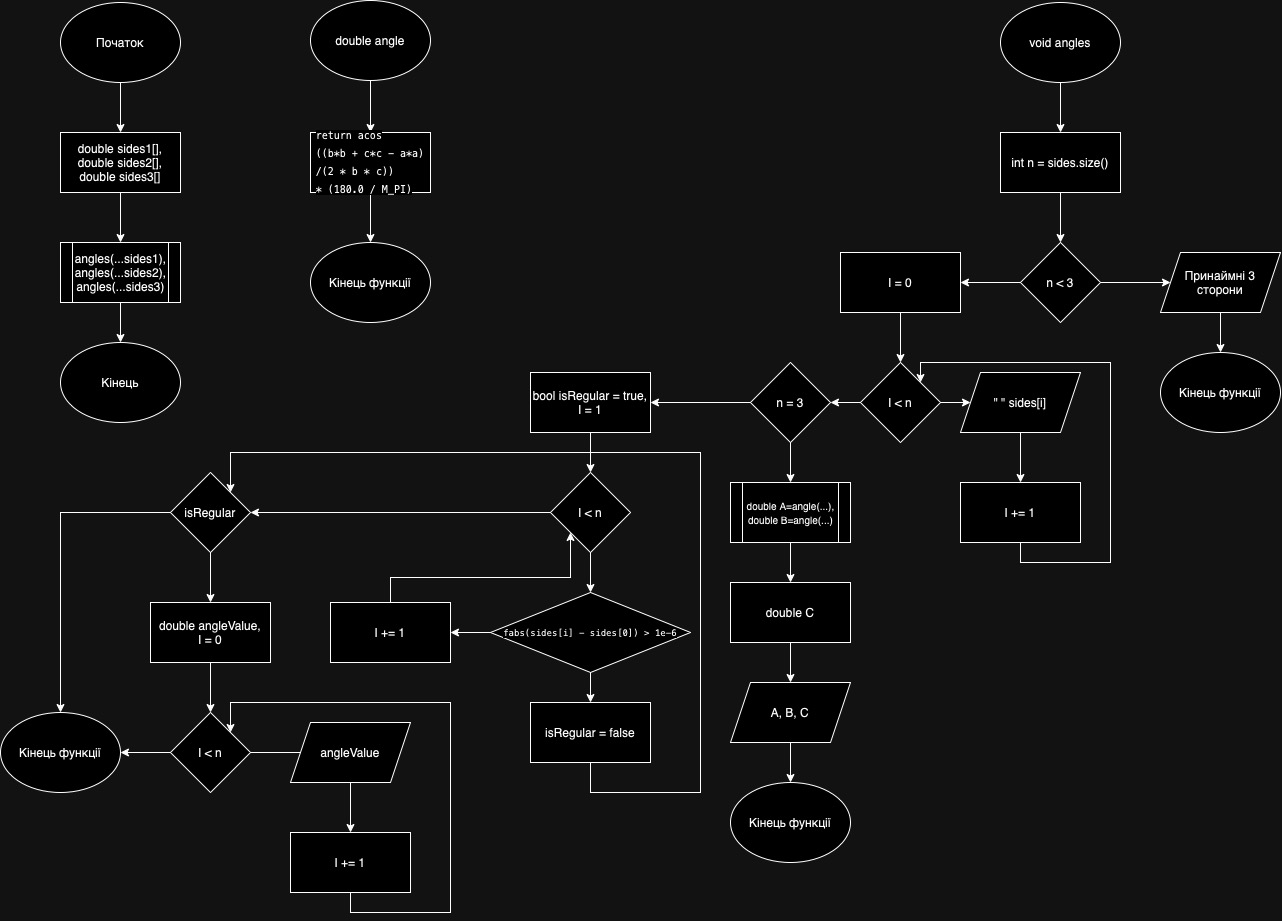 Початок
double sides1[],
double sides2[],
double sides3[]
angles(...sides1),
angles(...sides2),
angles(...sides3)
Кінець
double angle
return acos
((b*b + c*c - a*a)
/(2 * b * c))
* (180.0 / M_PI)
Кінець функції
void angles
int n = sides.size()
n < 3
Принаймні 3
сторони
Кінець функції
I = 0
I < n
" " sides[i]
I += 1
n = 3
double A=angle(...),
double B=angle(...)
double C
A, B, C
Кінець функції
bool isRegular = true,
I = 1
I < n
fabs(sides[i] - sides[0]) > 1e-6
I += 1
isRegular = false
isRegular
double angleValue,
I = 0
I < n
angleValue
I += 1
Кінець функції